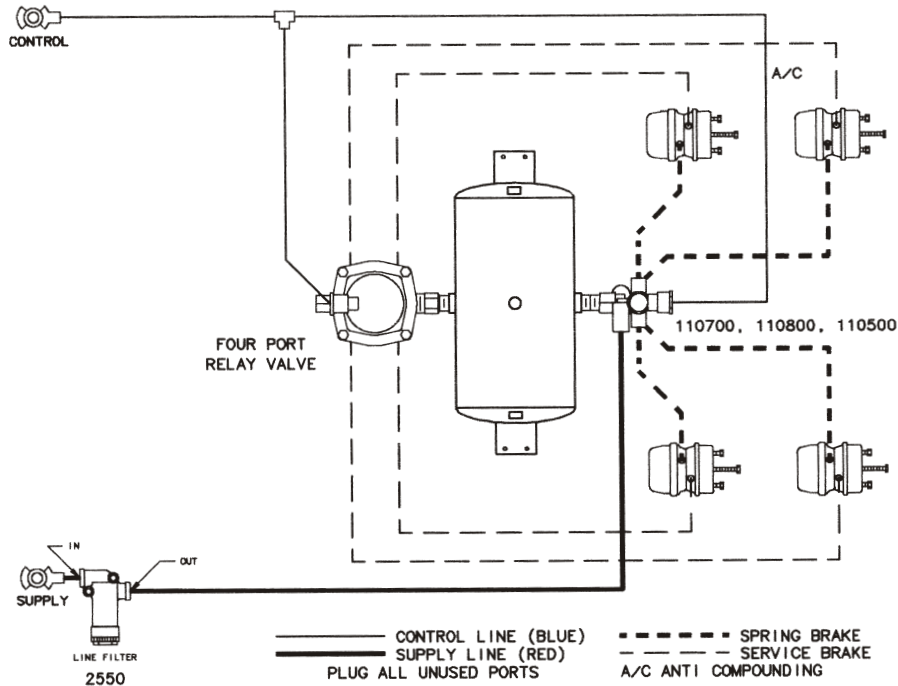 CONTROL
A/C
110700, 110800, 110500
FOUR PORT
RELAY VALVE
IN
OUT
SUPPLY
LINE FILTER
2550
CONTROL LINE (BLUE)
SUPPLY LINE (RED)
PLUG ALL UNUSED PORTS
SPRING BRAKE
SERVICE BRAKE
A/C ANTI COMPOUNDING